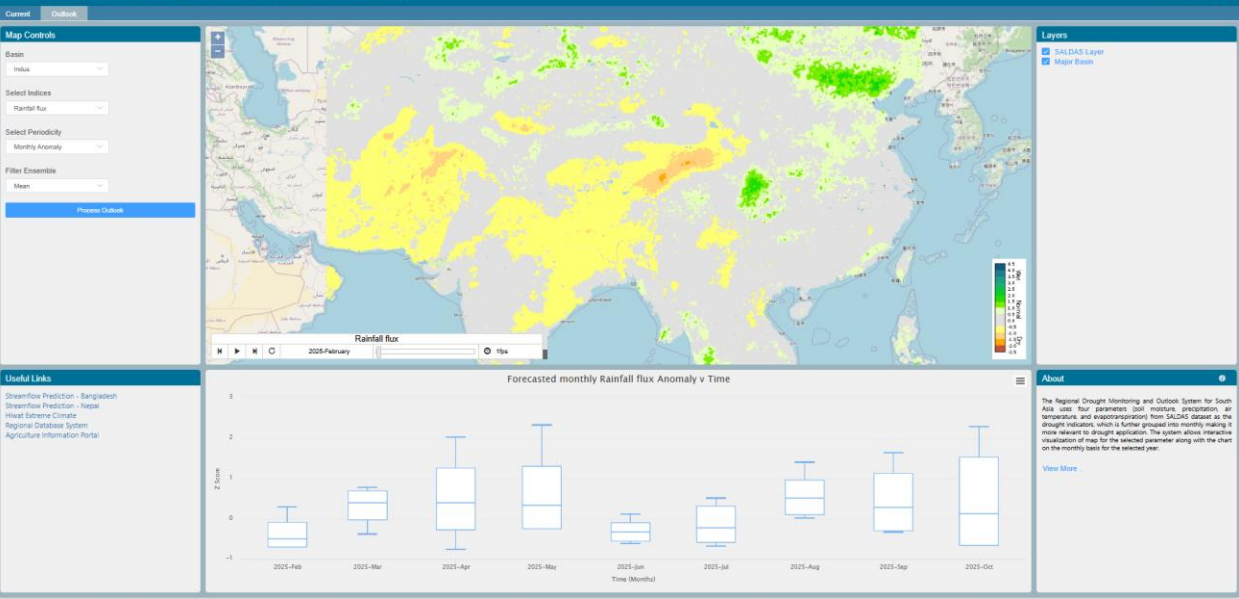 Current Outlook
Map Controls
Basin
Indus
Select Indices
Rainfall flux
Select Periodicity
Monthly Anomaly
Filter Ensemble
Mean
Process Outlook
+
−
Rainfall flux
2025-February
1fps
Layers
SALDAS Layer
Major Basin
Useful Links
Streamflow Prediction - Bangladesh
Streamflow Prediction - Nepal
Hiwat Extreme Climate
Regional Database System
Agriculture Information Portal
Forecasted monthly Rainfall flux Anomaly v Time
Z Score
3
2
1
0
-1
2025-Feb 2025-Mar 2025-Apr 2025-May 2025-Jun 2025-Jul 2025-Aug 2025-Sep 2025-Oct
Time (Months)
About
The Regional Drought Monitoring and Outlook System for South
Asia uses four parameters (soil moisture, precipitation, air
temperature, and evapotranspiration) from SALDAS dataset as the
drought indicators, which is further grouped into monthly making it
more relevant to drought application. The system allows interactive
visualization of map for the selected parameter along with the chart
on the monthly basis for the selected year.
View More ..